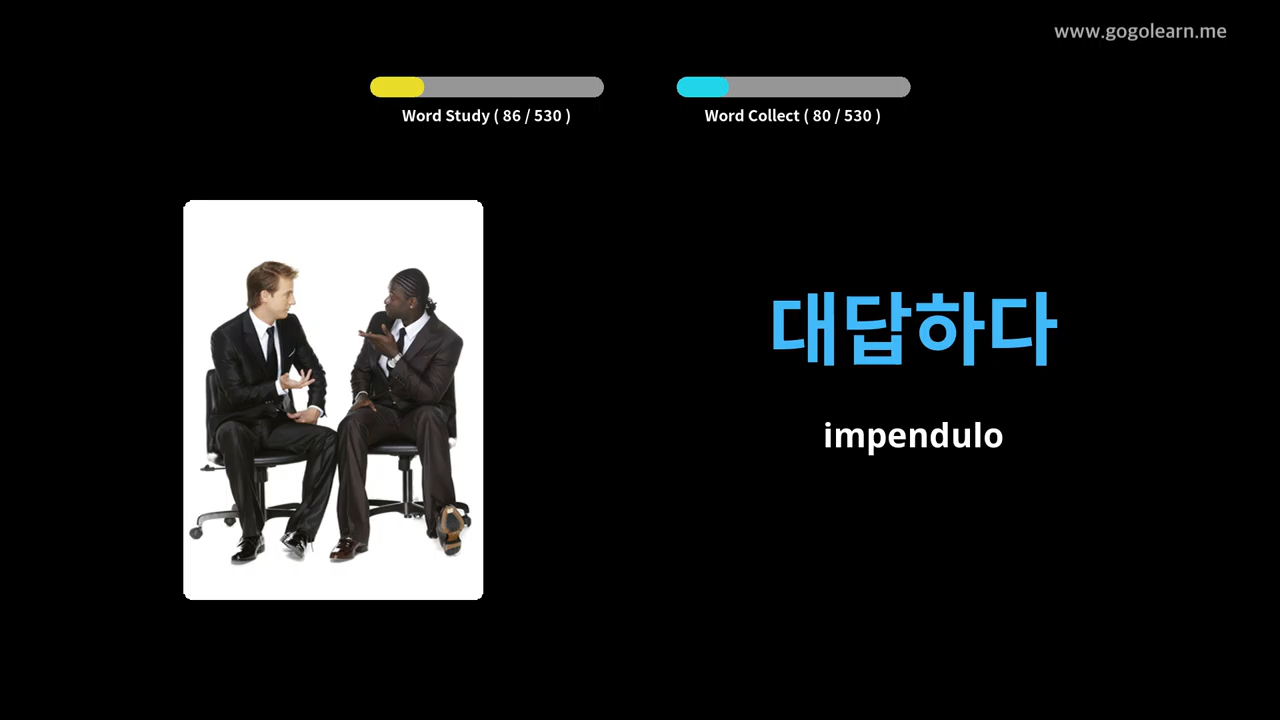 www.gogolearn.me
Word Study ( 86 / 530 )
Word Collect ( 80 / 530 )
대답하다
impendulo